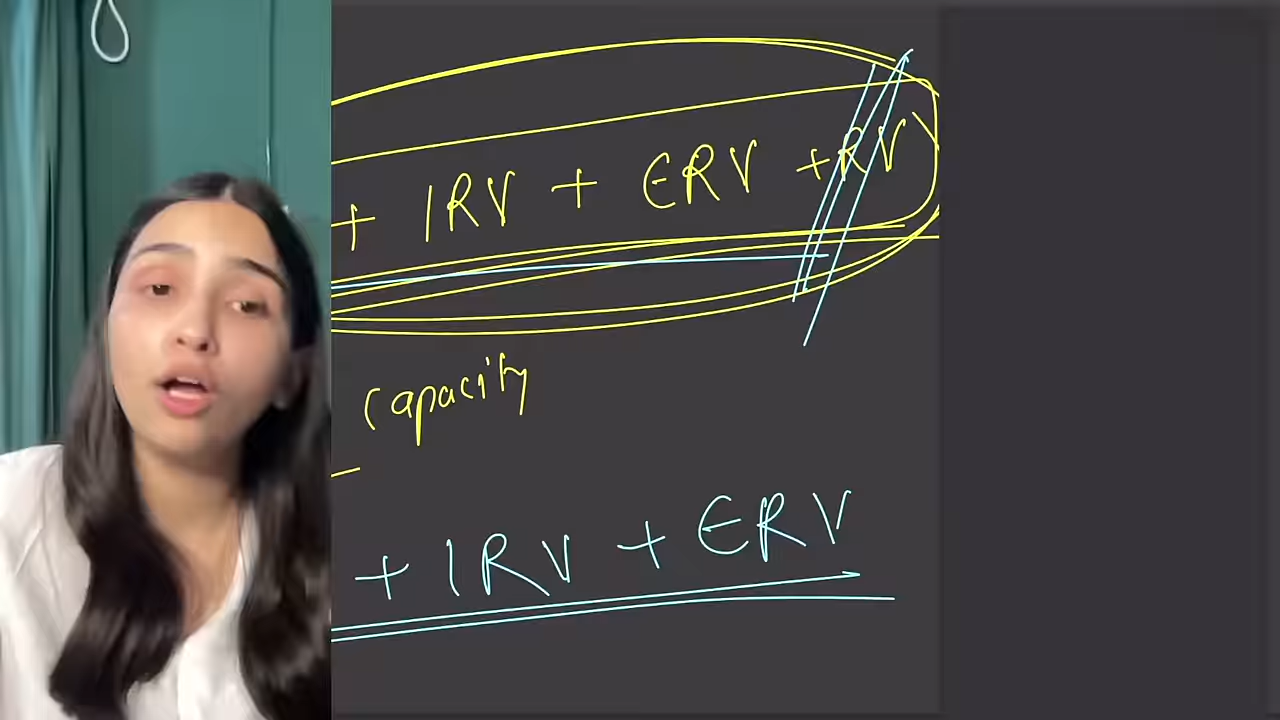 + IRV + ERV + RV
capacity
+ IRV + ERV